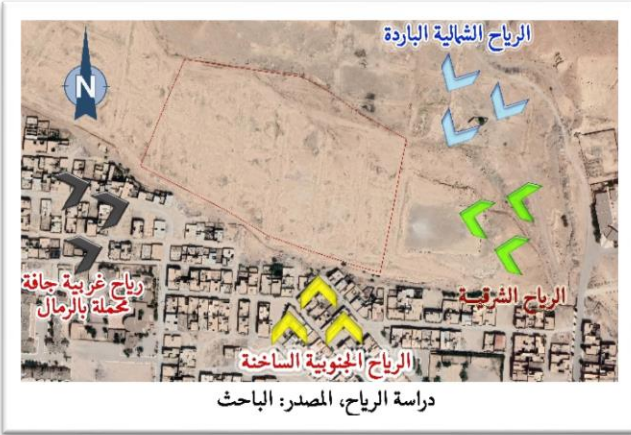 الرياح الشمالية الباردة
N
رياح غربية جافة
محملة بالرمال
الرياح الشرقية
الرياح الجنوبية الساخنة
دراسة الرياح، المصدر: الباحث